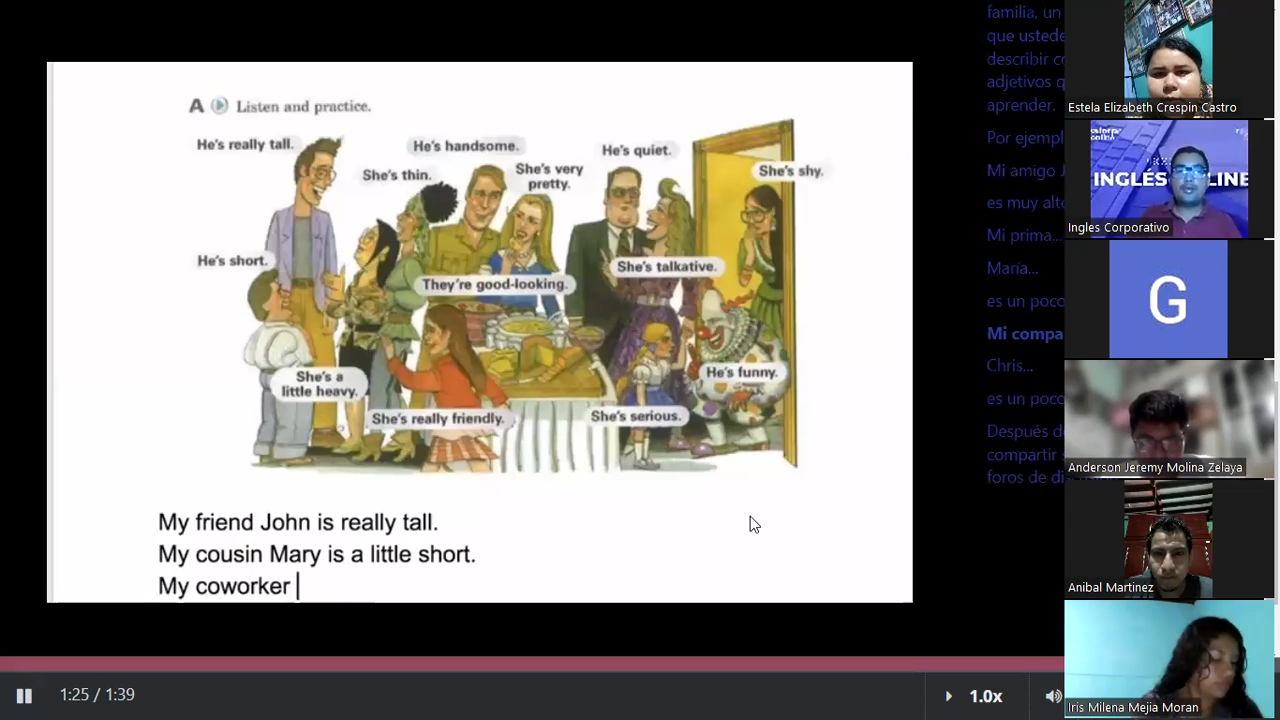 A Listen and practice.
He's really tall.
He's handsome.
He's quiet.
She's thin.
She's very
pretty.
She's shy.
He's short.
They're good-looking.
She's talkative.
She's a
little heavy.
He's funny.
She's really friendly.
She's serious.
My friend John is really tall.
My cousin Mary is a little short.
My coworker
1:25 / 1:39
1.0x
familia, un
que ustede
describir c
adjetivos q
aprender.
Por ejempl
Mi amigo J
es muy alto
Mi prima...
María...
es un poco
Mi compa
Chris...
es un poco
Después d
compartir s
foros de dis
Estela Elizabeth Crespin Castro
INGLÉS
LINE
Ingles Corporativo
G
Anderson Jeremy Molina Zelaya
Anibal Martinez
Iris Milena Mejia Moran